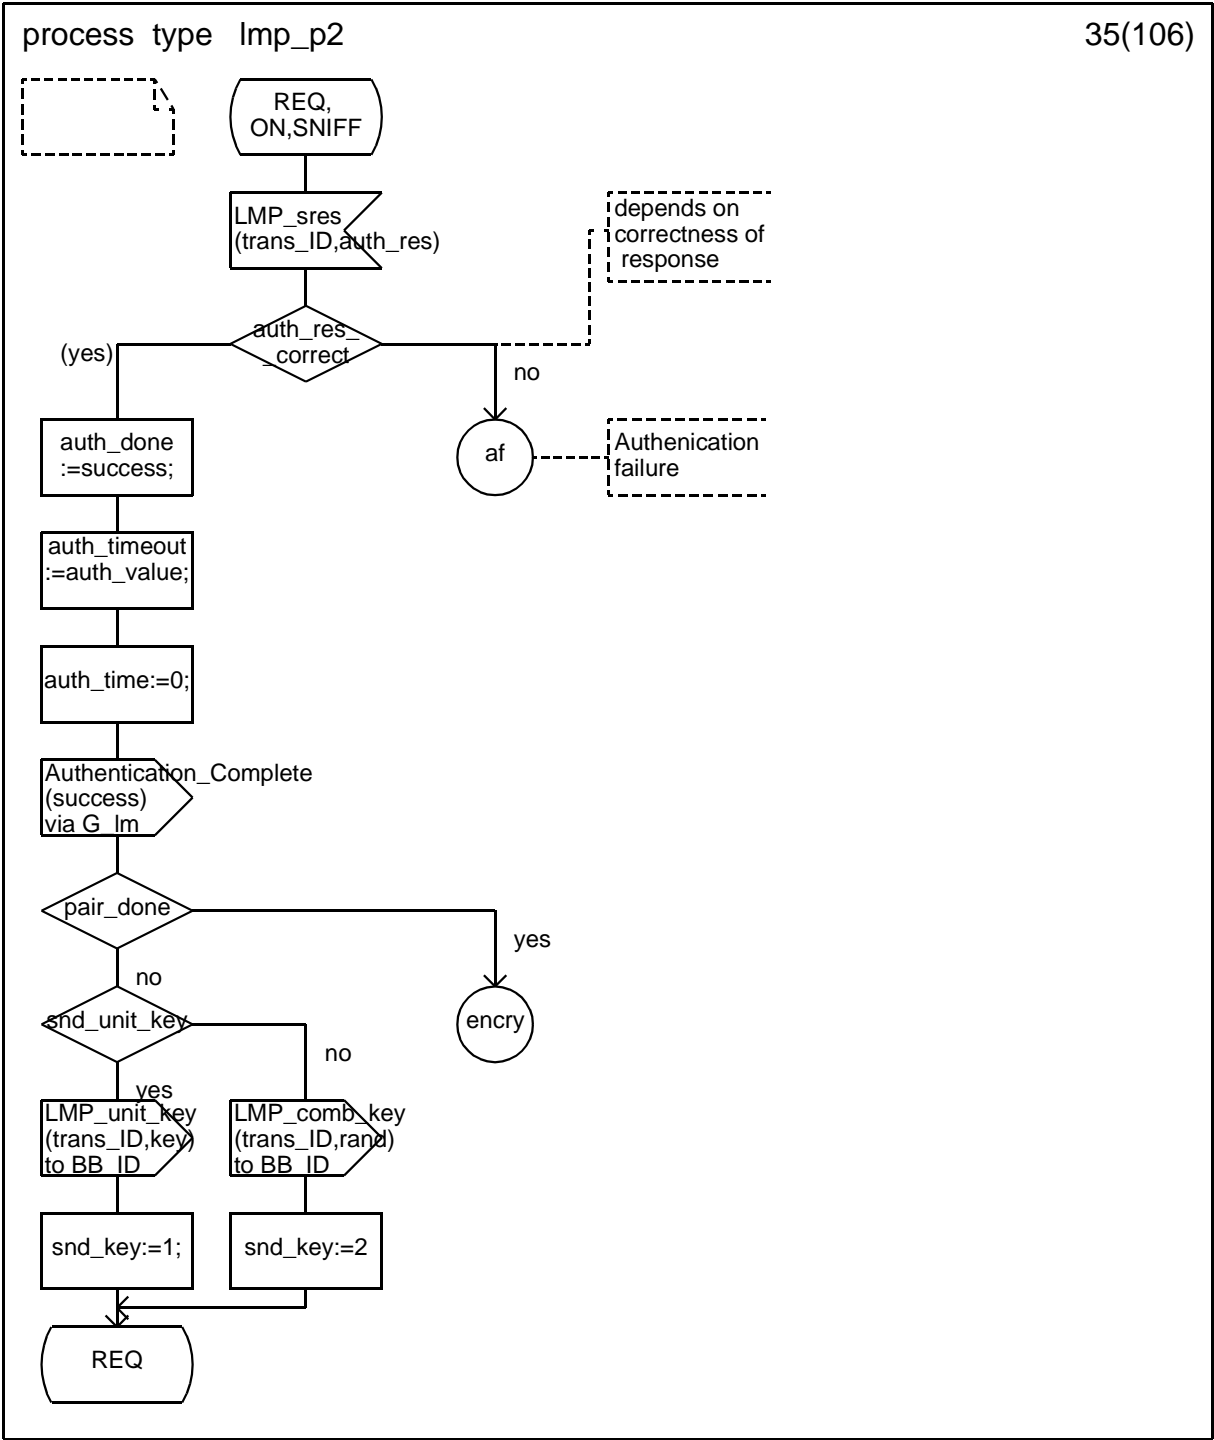 process type lmp_p2
35(106)
REQ,
ON,SNIFF
LMP_sres
(trans_ID,auth_res)
depends on
correctness of
response
auth_res_
_correct
(yes)
no
auth_done
:=success;
af
Authenication
failure
auth_timeout
:=auth_value;
auth_time:=0;
Authentication_Complete
(success)
via G_lm
pair_done
yes
no
snd_unit_key
encry
no
yes
LMP_unit_key
(trans_ID,key)
to BB_ID
LMP_comb_key
(trans_ID,rand)
to BB_ID
snd_key:=1;
snd_key:=2
REQ